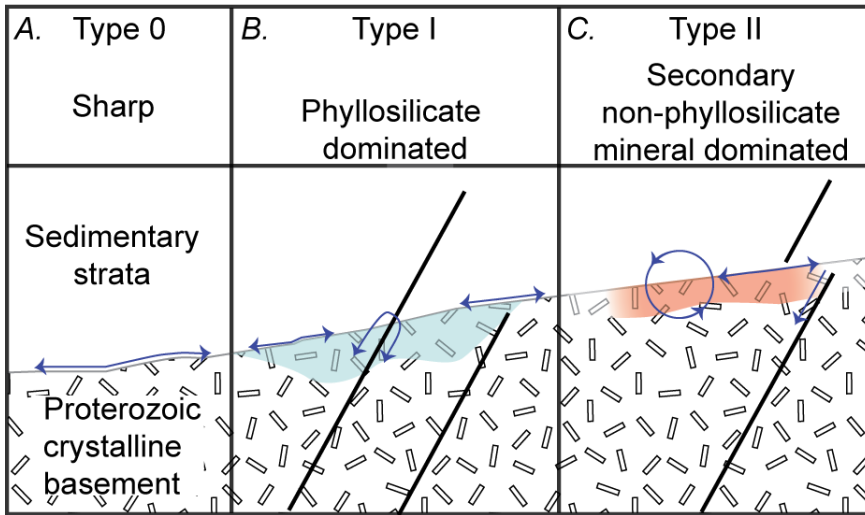 A. Type 0
Sharp
B. Type I
Phyllosilicate
dominated
C. Type II
Secondary
non-phyllosilicate
mineral dominated
Sedimentary
strata
Proterozoic
crystalline
basement